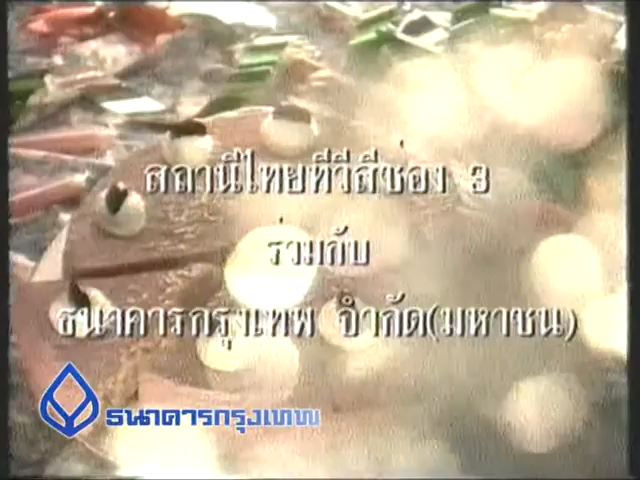 สถานีไทยทีวีสีช่อง 3
ร่วมกับ
ธนาคารกรุงเทพ จำกัด(มหาชน)
ธนาคารกรุงเทพ